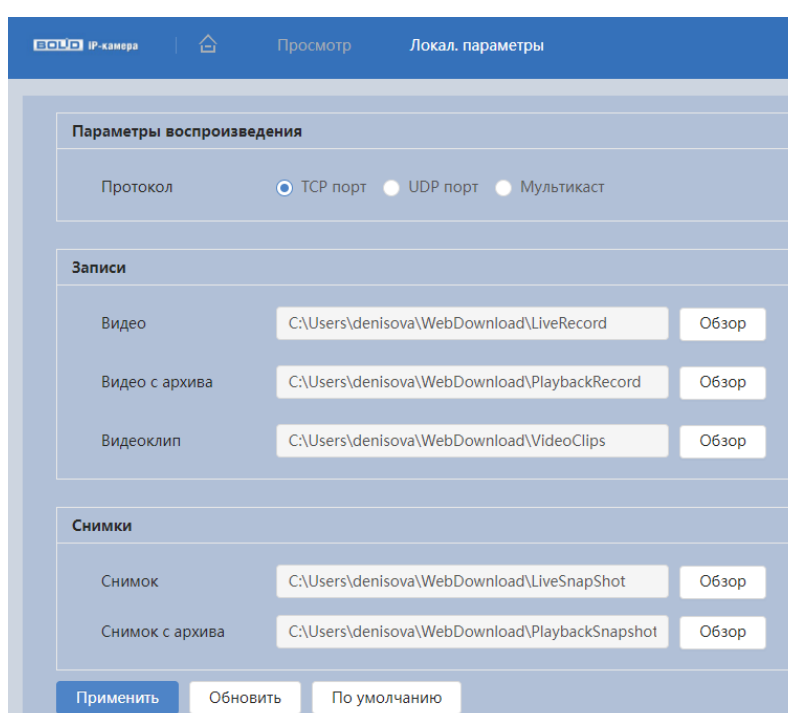 BOLID IP-камера Просмотр Локал. параметры
Параметры воспроизведения
Протокол TCP порт UDP порт Мультикаст
Записи
Видео C:\Users\denisova\WebDownload\LiveRecord Обзор
Видео с архива C:\Users\denisova\WebDownload\PlaybackRecord Обзор
Видеоклип C:\Users\denisova\WebDownload\VideoClips Обзор
Снимки
Снимок C:\Users\denisova\WebDownload\LiveSnapShot Обзор
Снимок с архива C:\Users\denisova\WebDownload\PlaybackSnapshot Обзор
Применить Обновить По умолчанию